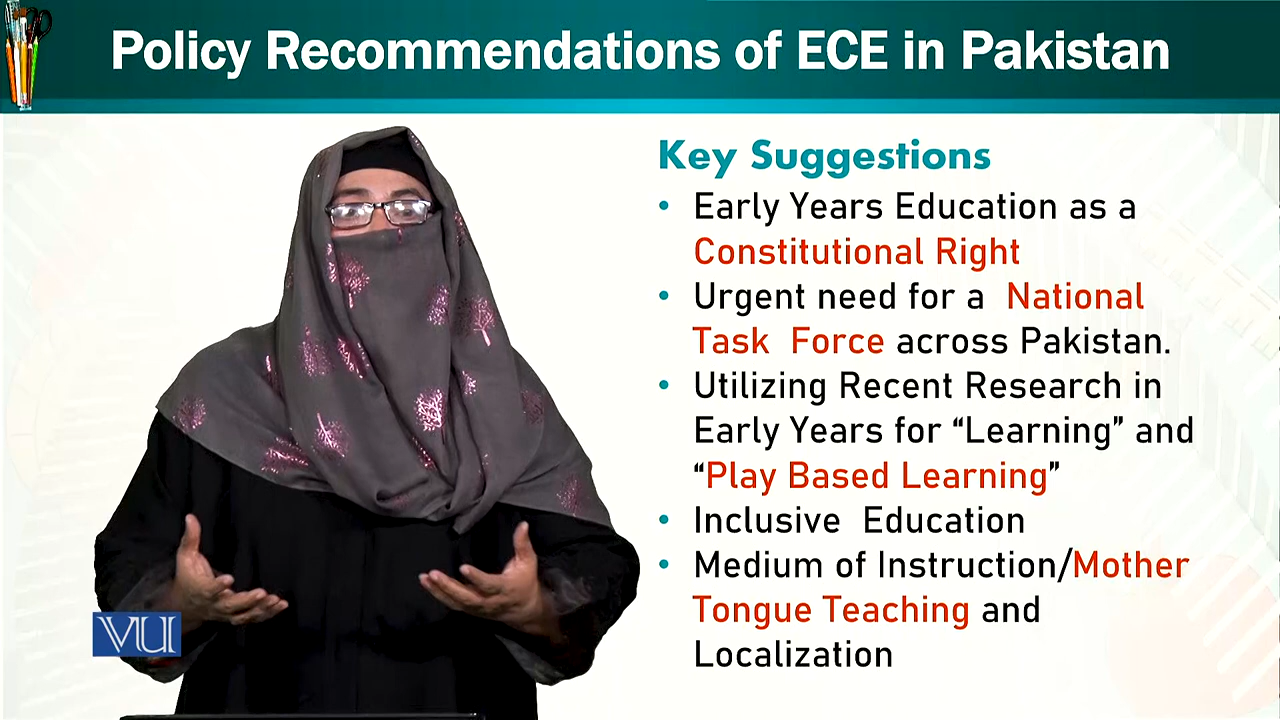 Policy Recommendations of ECE in Pakistan
Key Suggestions
• Early Years Education as a
Constitutional Right
• Urgent need for a National
Task Force across Pakistan.
• Utilizing Recent Research in
Early Years for “Learning” and
“Play Based Learning”
• Inclusive Education
• Medium of Instruction/Mother
Tongue Teaching and
Localization
VU